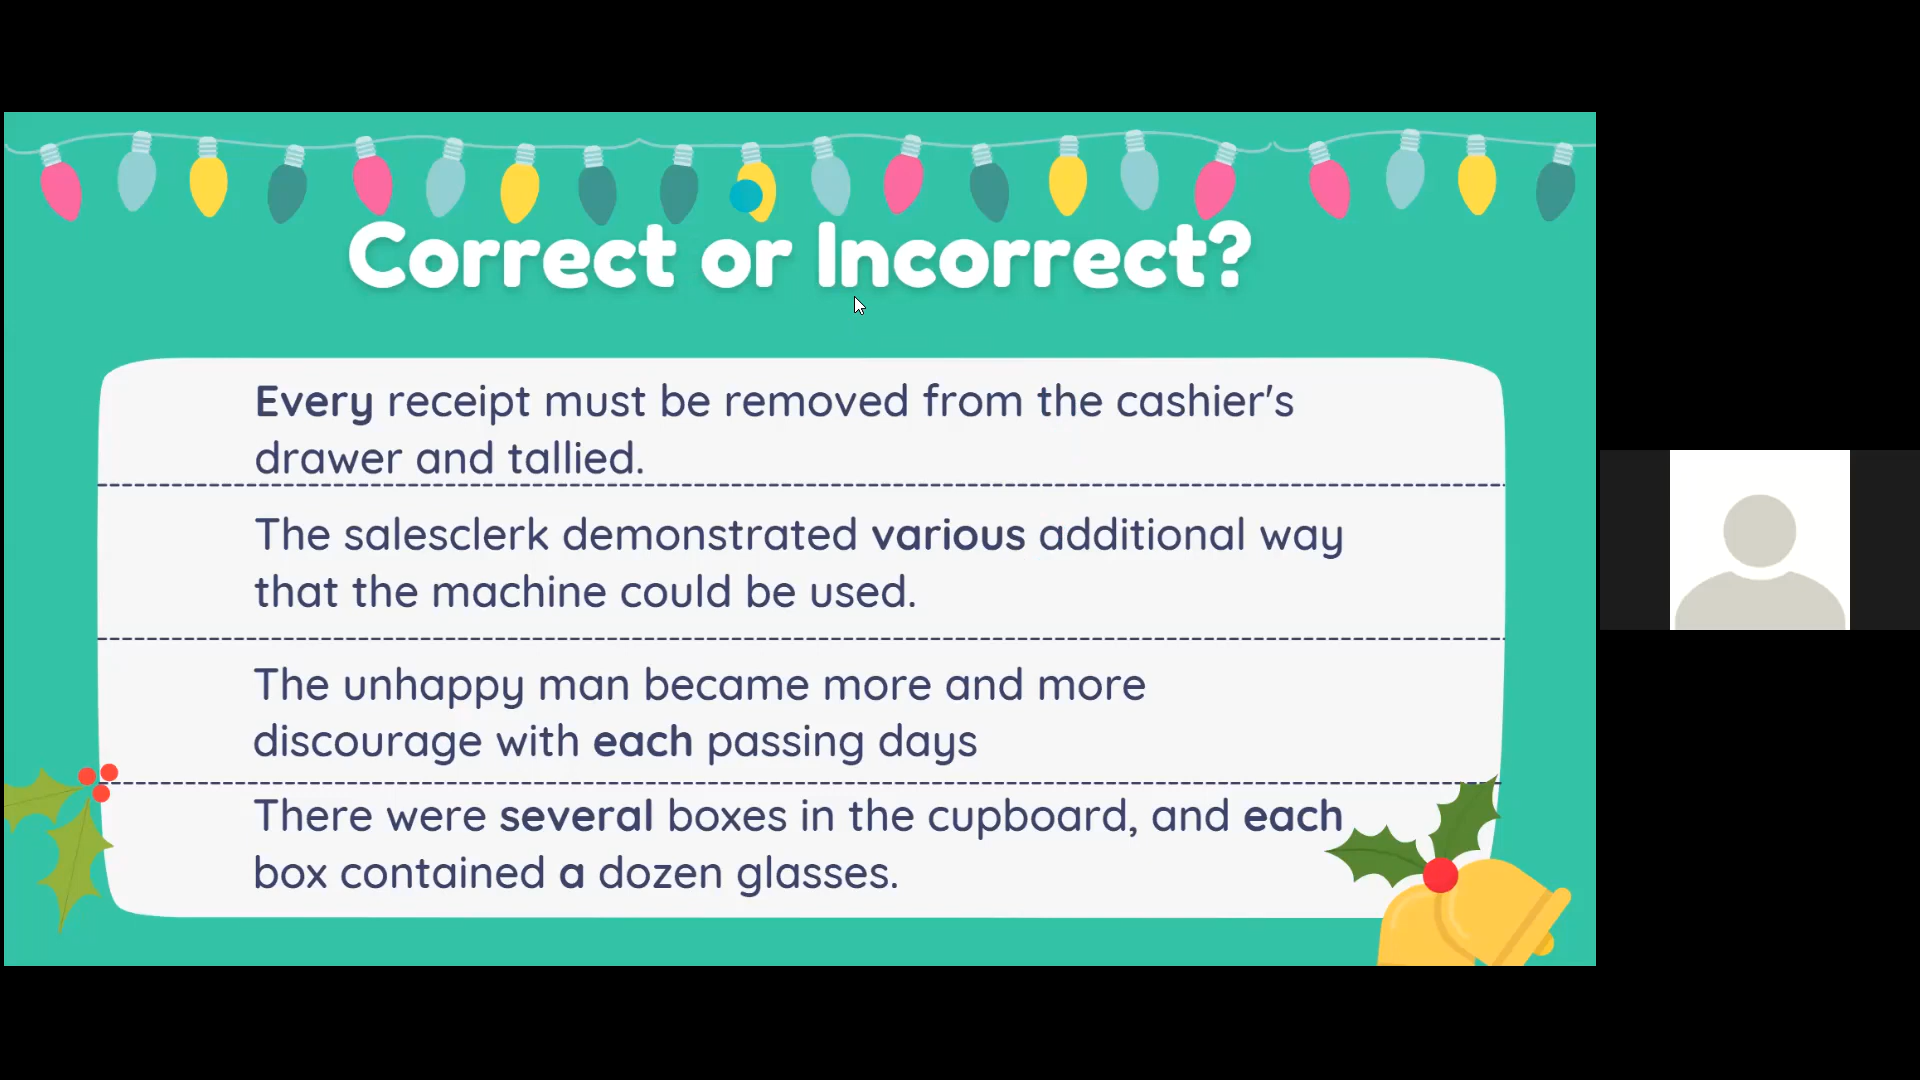 Correct or Incorrect?
Every receipt must be removed from the cashier's
drawer and tallied.
The salesclerk demonstrated various additional way
that the machine could be used.
The unhappy man became more and more
discourage with each passing days
There were several boxes in the cupboard, and each
box contained a dozen glasses.